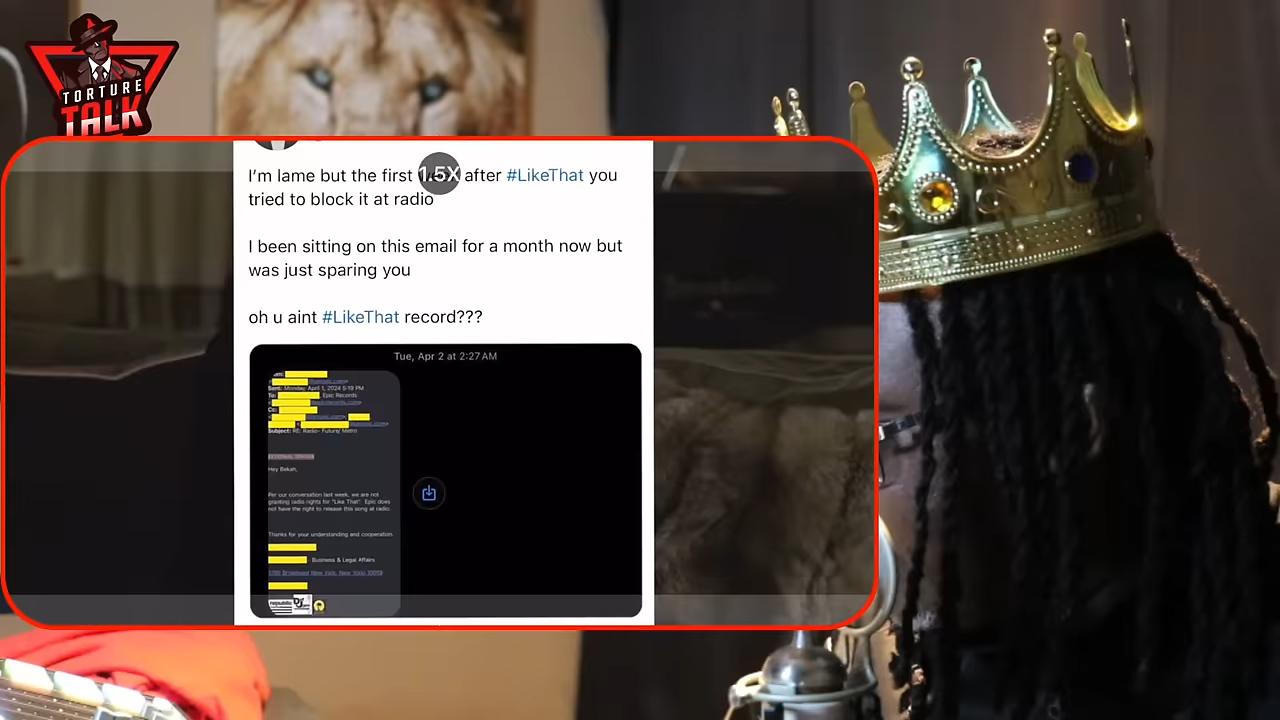 TORTURE
TALK
I'm lame but the first after #LikeThat you
1.5X
tried to block it at radio
I been sitting on this email for a month now but
was just sparing you
oh u aint #LikeThat record???
Tue, Apr 2 at 2:27 AM
Sent: Monday, April 1, 2024 5:19 PM
To: Epic Records
Cc:
Subject: RE: Radio- Future/ Metro
Hey Bekah,
Per our conversation last week, we are not
granting radio rights for "Like That". Epic does
not have the right to release this song at radio.
Thanks for your understanding and cooperation.
Business & Legal Affairs
Broadway New York, New York 10019
republic